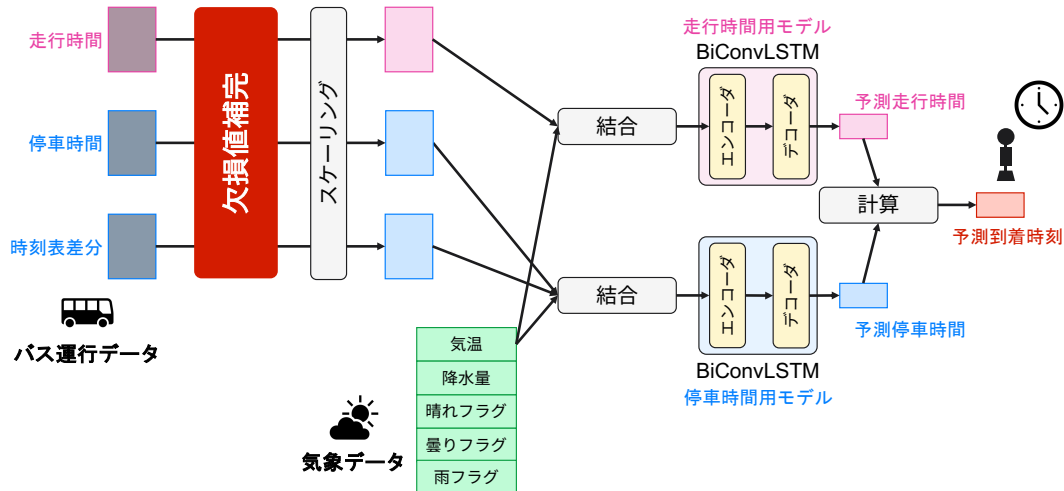 走行時間
停車時間
時刻表差分
バス運行データ
欠損値補完
スケーリング
気象データ
気温
降水量
晴れフラグ
曇りフラグ
雨フラグ
結合
結合
走行時間用モデル
BiConvLSTM
エンコーダ
デコーダ
エンコーダ
デコーダ
BiConvLSTM
停車時間用モデル
予測走行時間
計算
予測到着時刻
予測停車時間